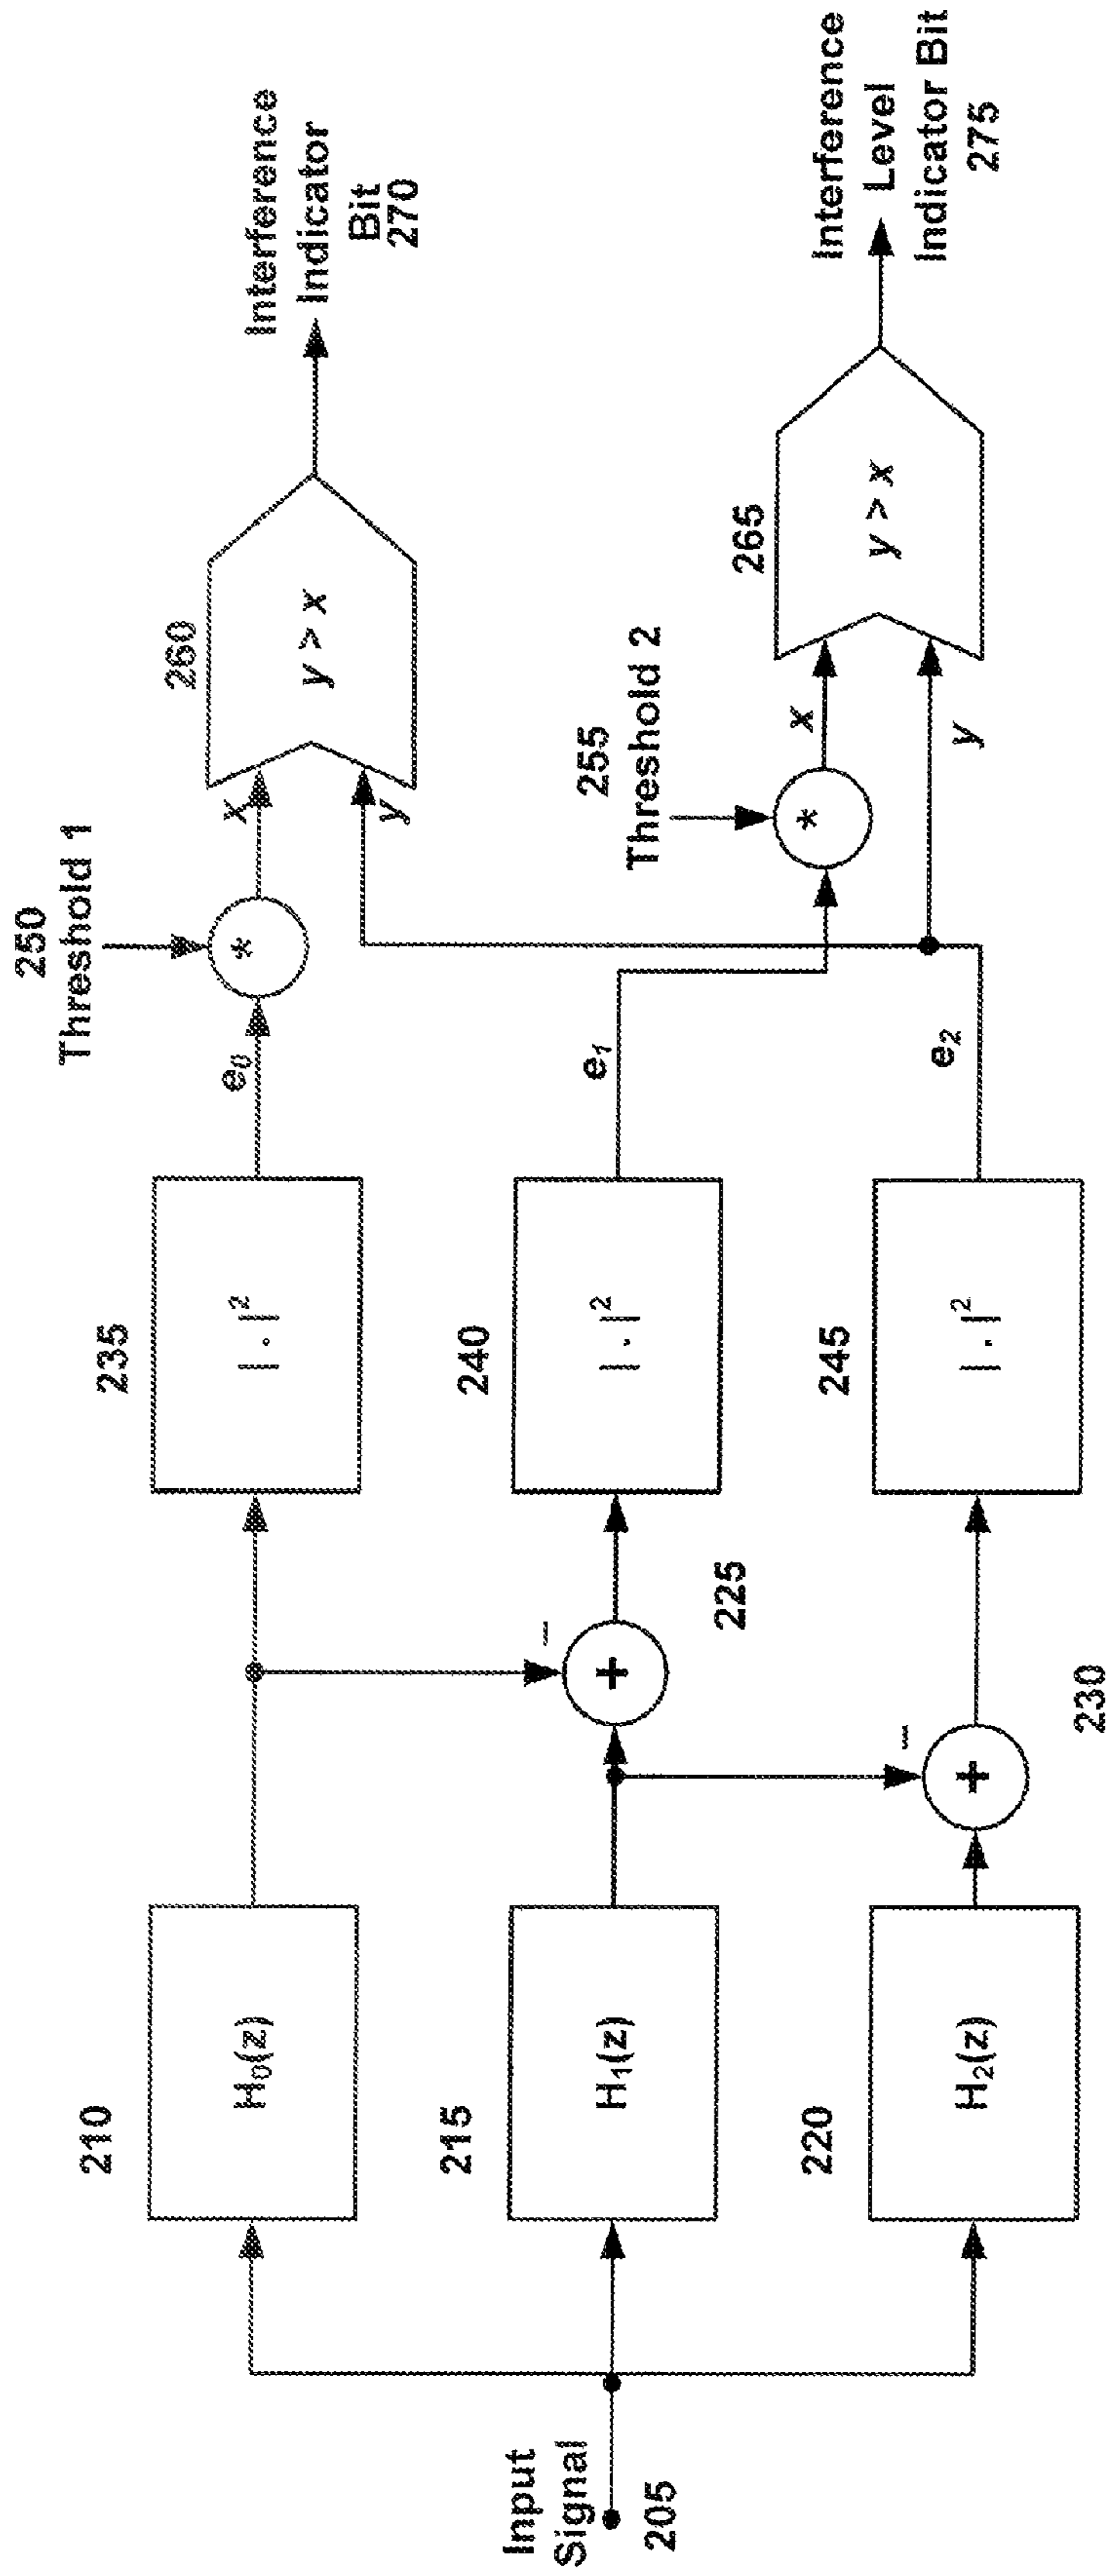 Input
Signal
205
210
H₀(z)
215
H₁(z)
220
H₂(z)
−
+
225
−
+
230
235
| . |²
240
| . |²
245
| . |²
e₀
e₁
e₂
250
Threshold 1
*
x
y
260
y > x
Interference
Indicator
Bit
270
255
Threshold 2
*
x
y
265
y > x
Interference
Level
Indicator Bit
275